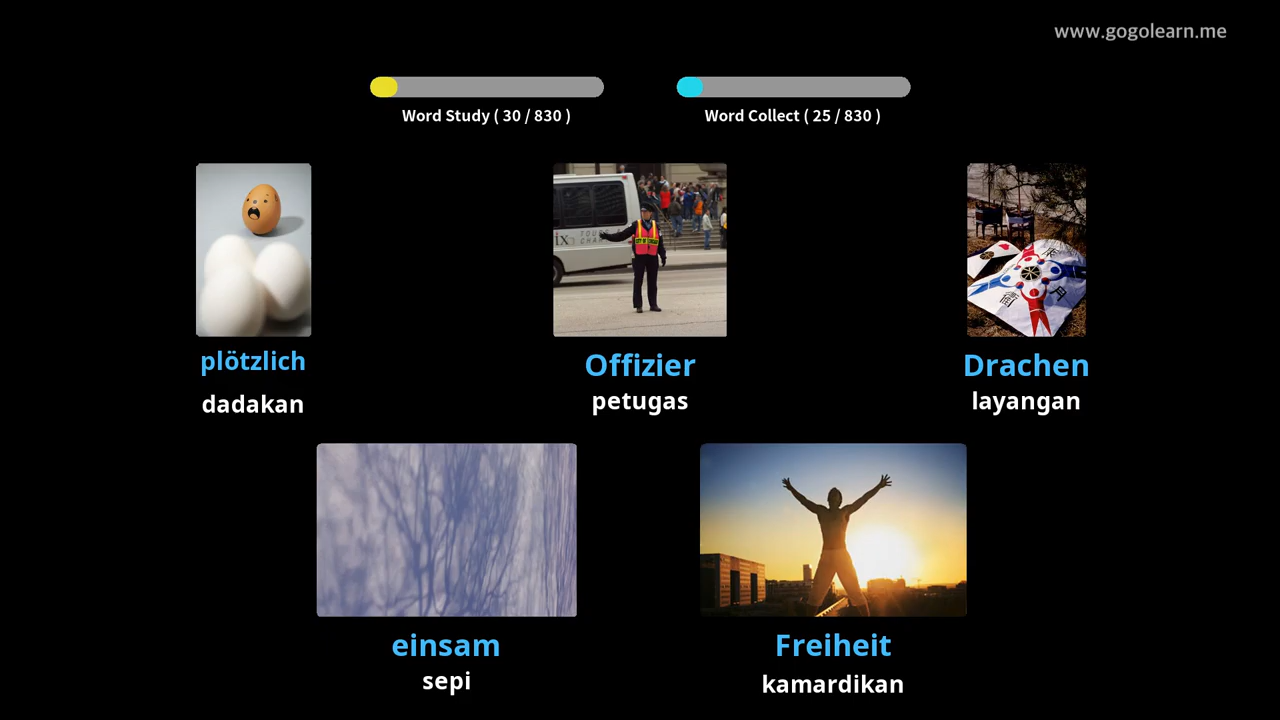 www.gogolearn.me
Word Study ( 30 / 830 )
Word Collect ( 25 / 830 )
plötzlich
dadakan
Offizier
petugas
Drachen
layangan
einsam
sepi
Freiheit
kamardikan